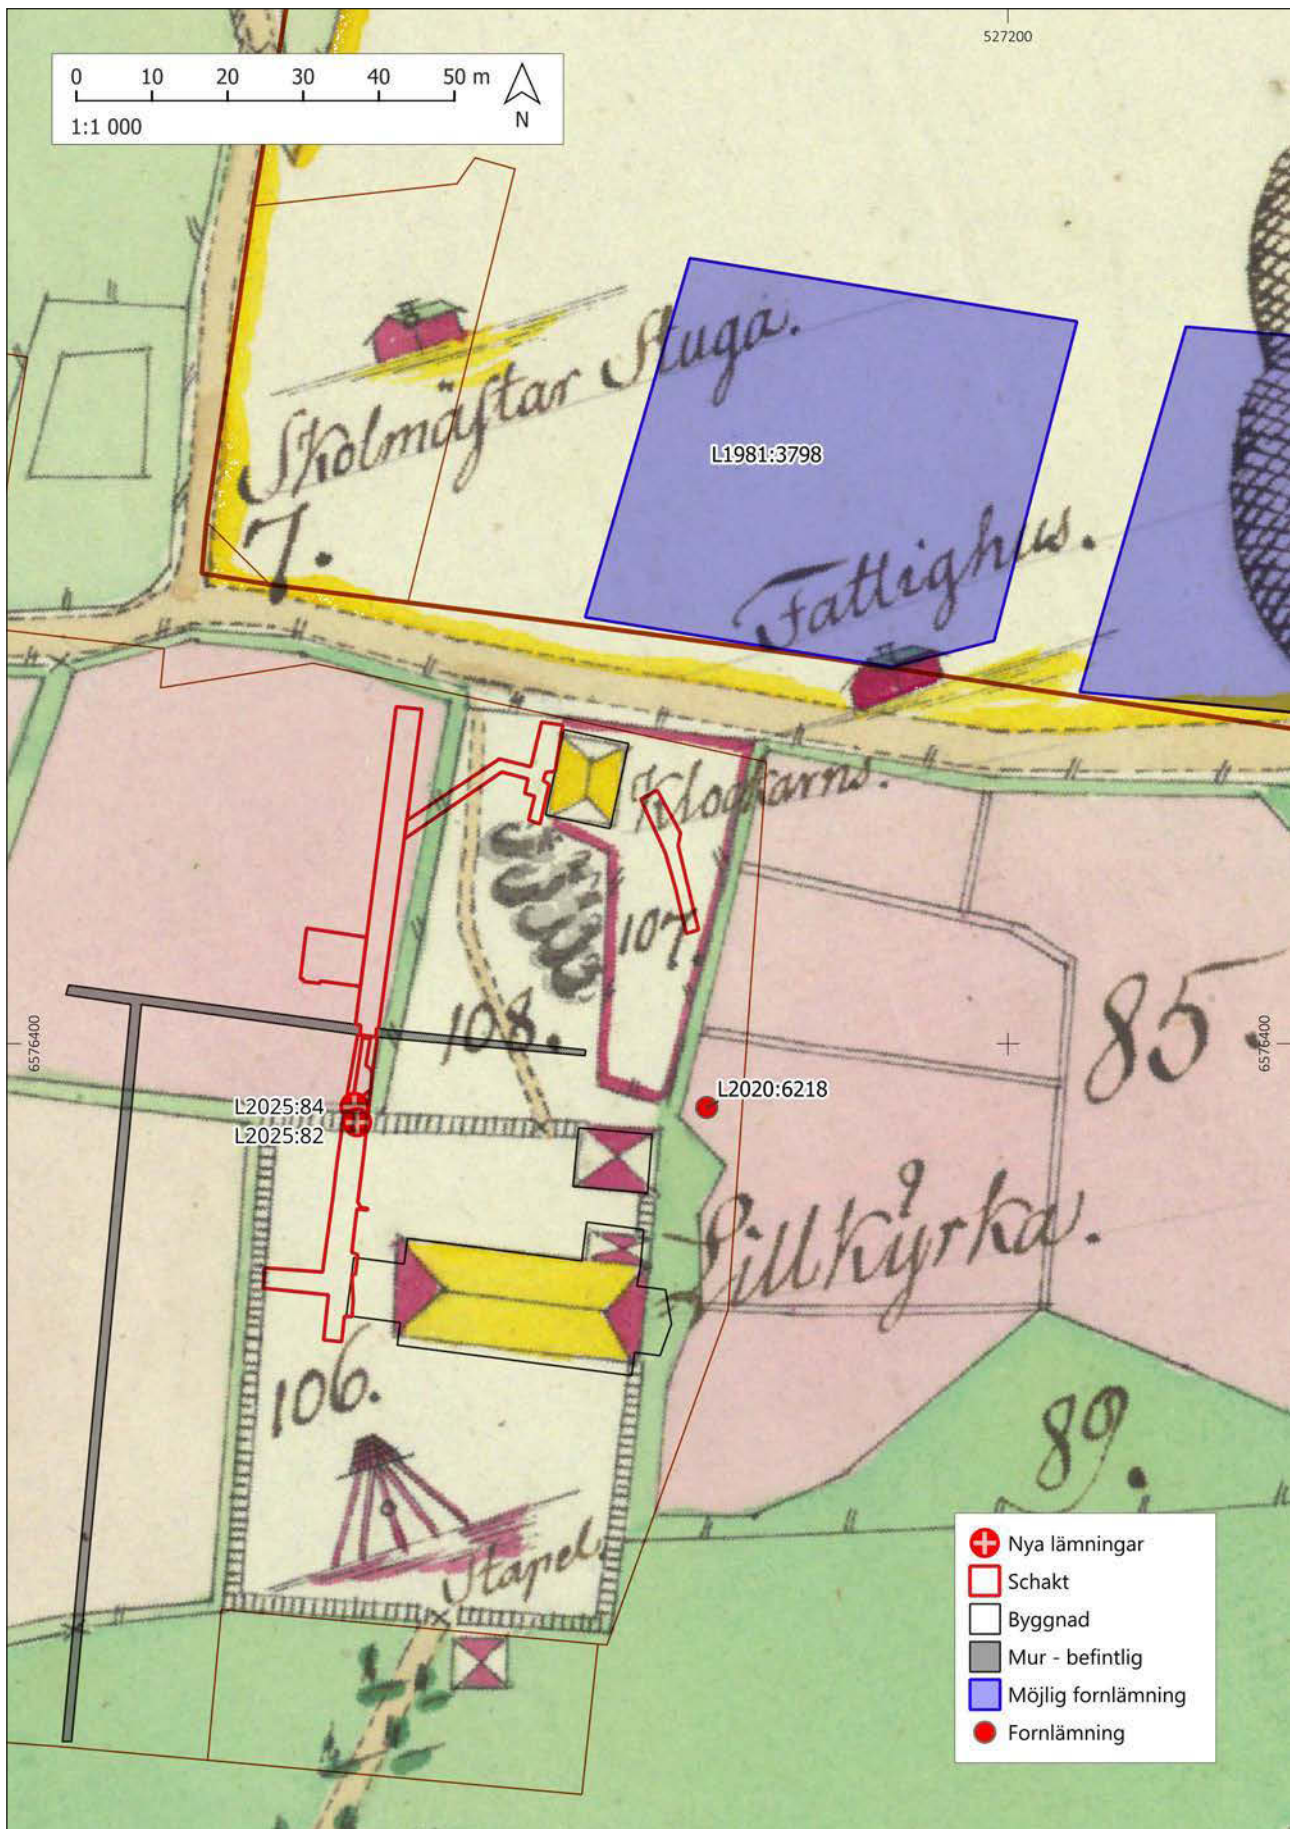 527200
0 10 20 30 40 50 m
N
1:1 000
Skolmästar Stuga.
L1981:3798
7.
Fattighus.
Klockarns.
107.
108.
85.
6576400
6576400
L2020:6218
L2025:84
L2025:82
Lillkyrka.
106.
89.
Stapel.
Nya lämningar
Schakt
Byggnad
Mur - befintlig
Möjlig fornlämning
Fornlämning